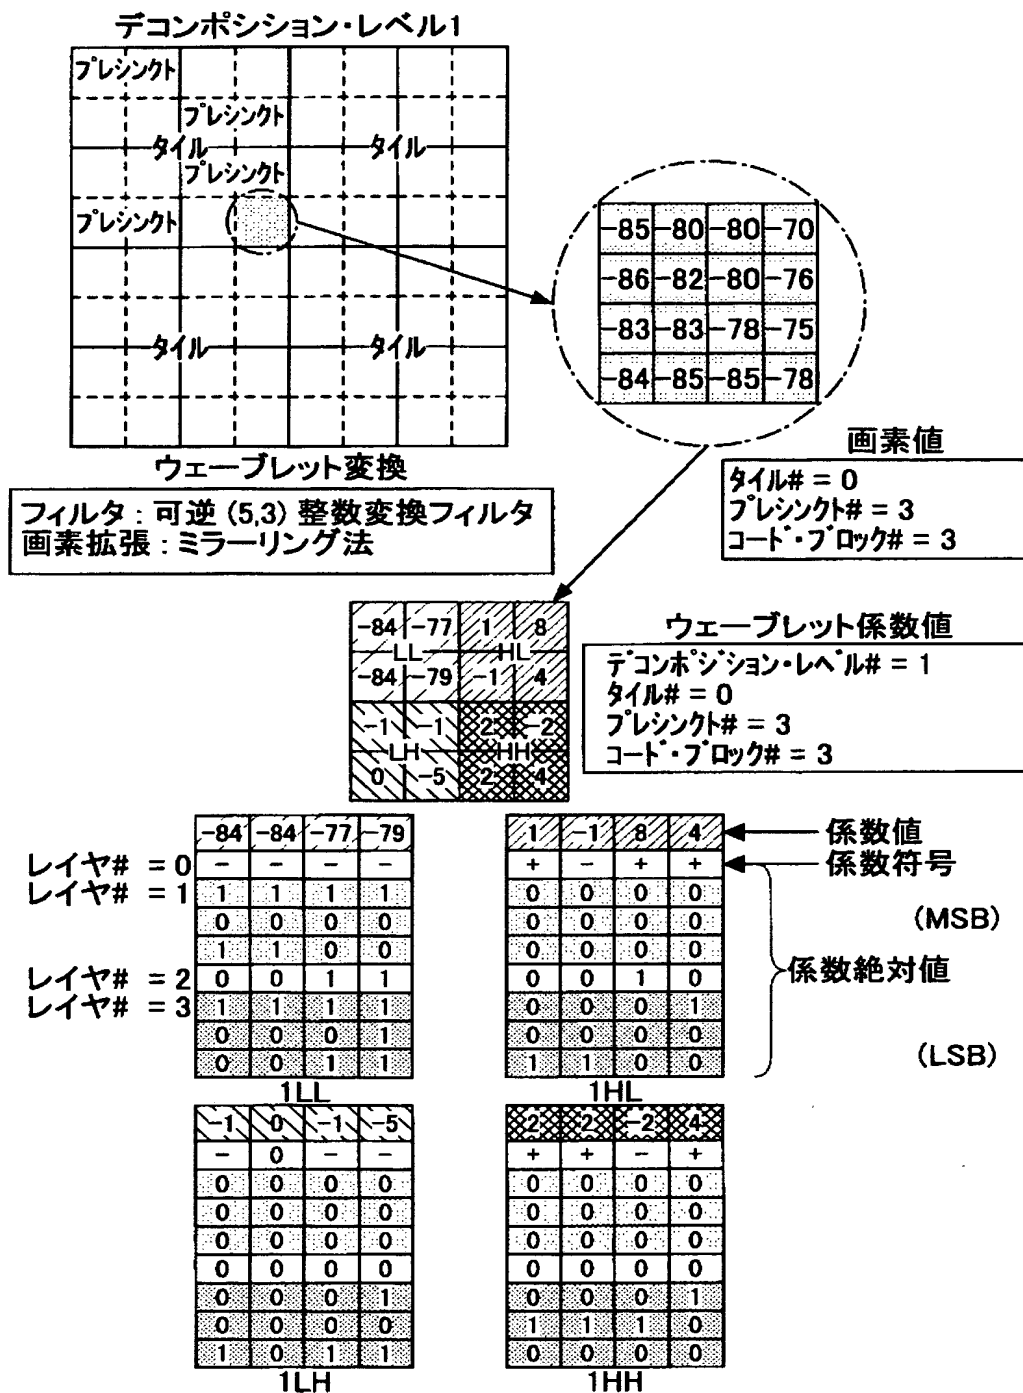 デコンポシション・レベル1
プレシンクト
プレシンクト
タイル タイル
プレシンクト
プレシンクト
タイル タイル
ウェーブレット変換
フィルタ : 可逆 (5,3) 整数変換フィルタ
画素拡張 : ミラーリング法
-85 -80 -80 -70
-86 -82 -80 -76
-83 -83 -78 -75
-84 -85 -85 -78
画素値
タイル# = 0
プレシンクト# = 3
コード・ブロック# = 3
-84 -77 1 8
LL HL
-84 -79 -1 4
-1 -1 2 -2
LH HH
0 -5 2 4
ウェーブレット係数値
デコンポジション・レベル# = 1
タイル# = 0
プレシンクト# = 3
コード・ブロック# = 3
-84 -84 -77 -79
レイヤ# = 0 - - - -
レイヤ# = 1 1 1 1 1
0 0 0 0
1 1 0 0
レイヤ# = 2 0 0 1 1
レイヤ# = 3 1 1 1 1
0 0 0 1
0 0 1 1
1LL
1 -1 8 4 係数値
+ - + + 係数符号
0 0 0 0
0 0 0 0 (MSB)
0 0 0 0
0 0 1 0 係数絶対値
0 0 0 1
0 0 0 0 (LSB)
1 1 0 0
1HL
-1 0 -1 -5
- 0 - -
0 0 0 0
0 0 0 0
0 0 0 0
0 0 0 0
0 0 0 1
0 0 0 0
1 0 1 1
1LH
2 2 -2 4
+ + - +
0 0 0 0
0 0 0 0
0 0 0 0
0 0 0 0
0 0 0 1
1 1 1 0
0 0 0 0
1HH